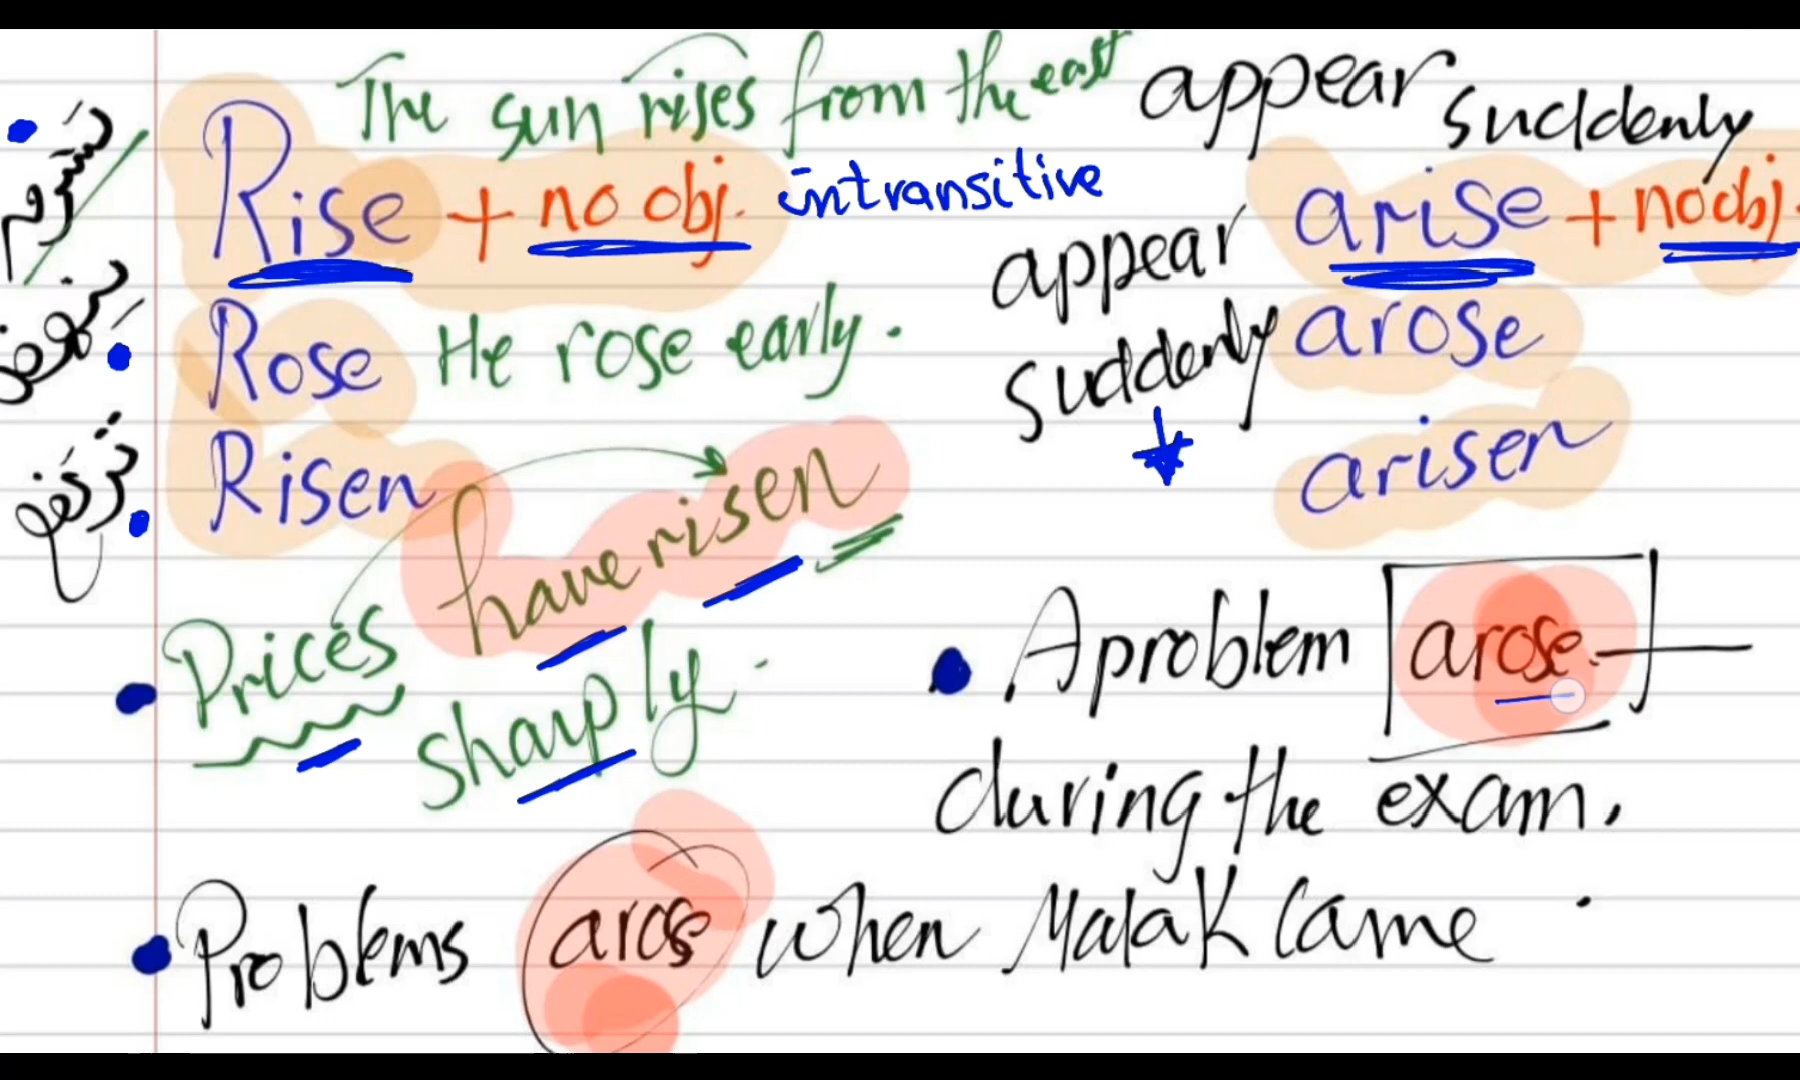 The sun rises from the east
Rise + no obj. intransitive
Rose He rose early.
Risen
Prices have risen
sharply.
appear suddenly
arise + no obj.
appear
suddenly
arose
arisen
A problem arose
during the exam.
Problems arose when Malak came.
ترتفع